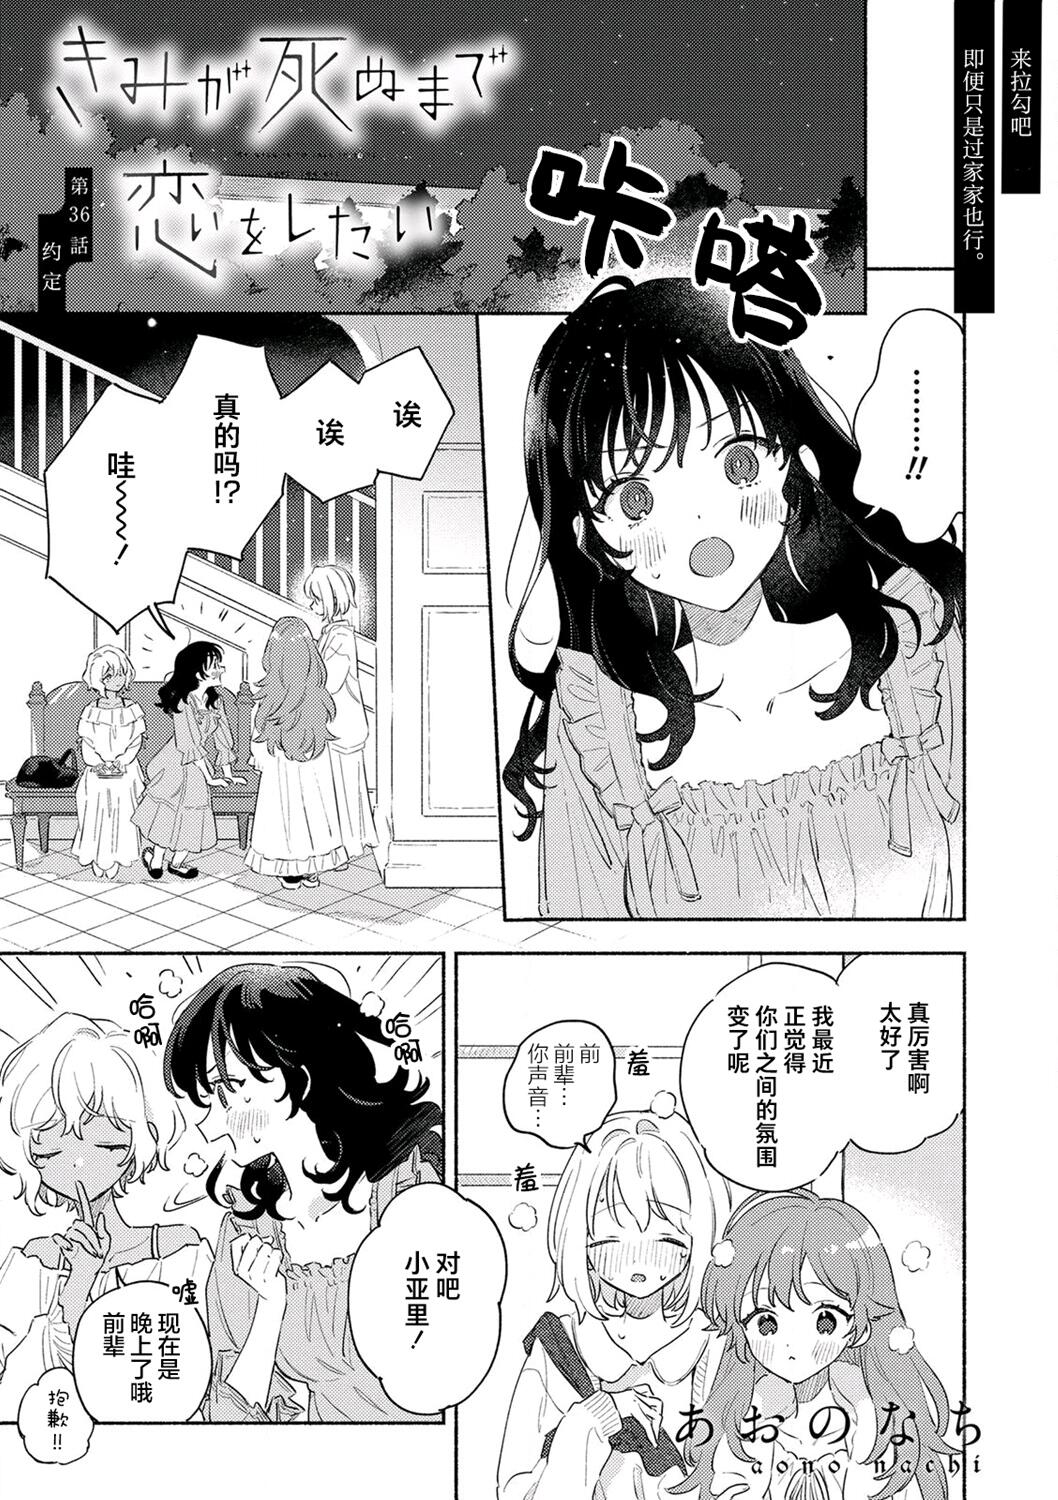 来拉勾吧
即便只是过家家也行。
きみが死ぬまで
恋をしたい
第36話
约定
咔嗒
………!!
诶
诶
真的吗!?
哇～～～!
真厉害啊
太好了
我最近
正觉得
你们之间的氛围
变了呢
前
前辈…
你声音…
羞
羞
哈啊
哈啊
对吧
小亚里!
嘘
现在是
晚上了哦
前辈
抱歉!!
あおのなち
aono nachi